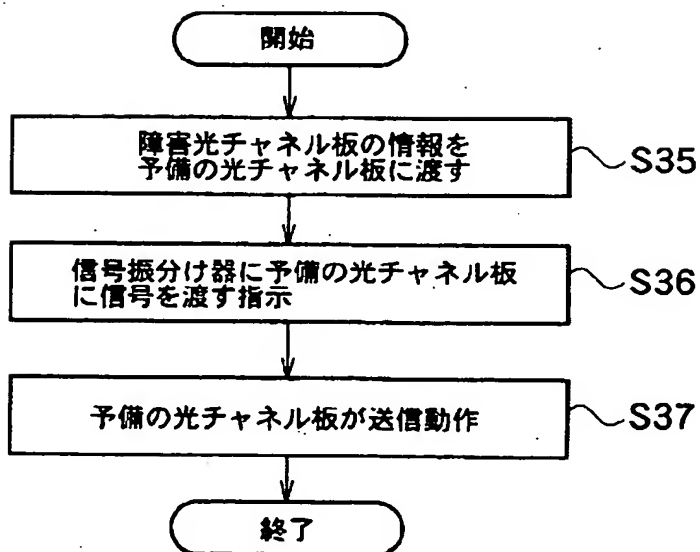 開始
障害光チャネル板の情報を
予備の光チャネル板に渡す
S35
信号振分け器に予備の光チャネル板
に信号を渡す指示
S36
予備の光チャネル板が送信動作
S37
終了